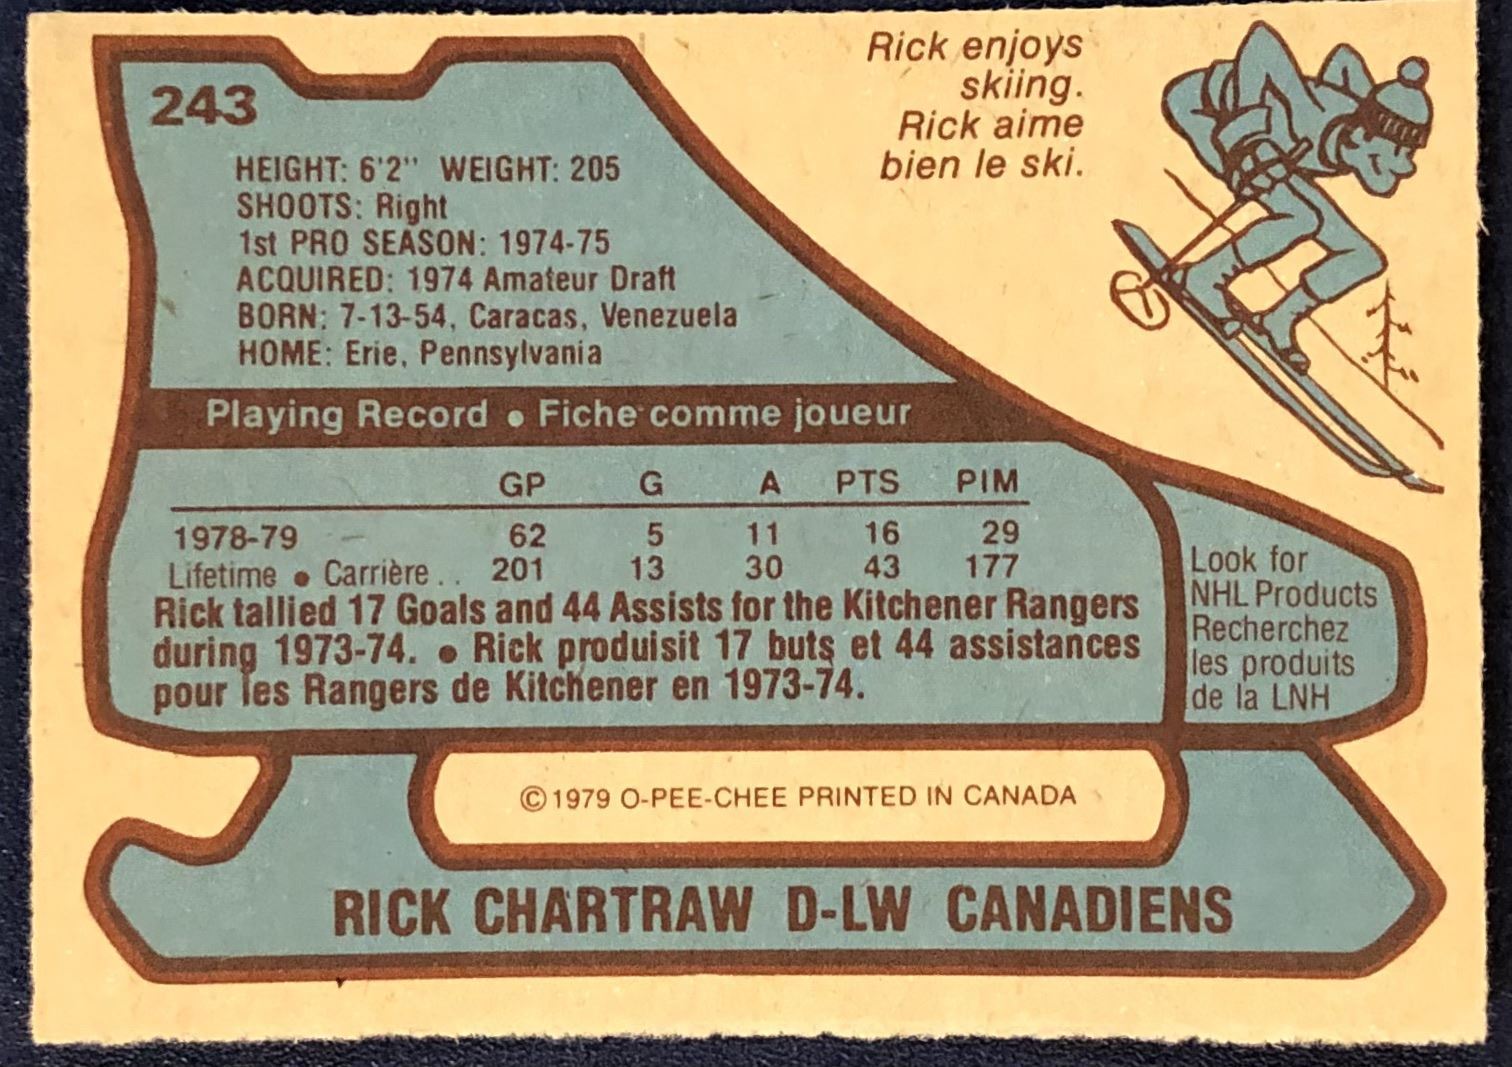 243
Rick enjoys
skiing.
Rick aime
bien le ski.
HEIGHT: 6'2" WEIGHT: 205
SHOOTS: Right
1st PRO SEASON: 1974-75
ACQUIRED: 1974 Amateur Draft
BORN: 7-13-54, Caracas, Venezuela
HOME: Erie, Pennsylvania
Playing Record • Fiche comme joueur
GP G A PTS PIM
1978-79 62 5 11 16 29
Lifetime • Carrière .. 201 13 30 43 177
Rick tallied 17 Goals and 44 Assists for the Kitchener Rangers
during 1973-74. • Rick produisit 17 buts et 44 assistances
pour les Rangers de Kitchener en 1973-74.
Look for
NHL Products
Recherchez
les produits
de la LNH
© 1979 O-PEE-CHEE PRINTED IN CANADA
RICK CHARTRAW D-LW CANADIENS